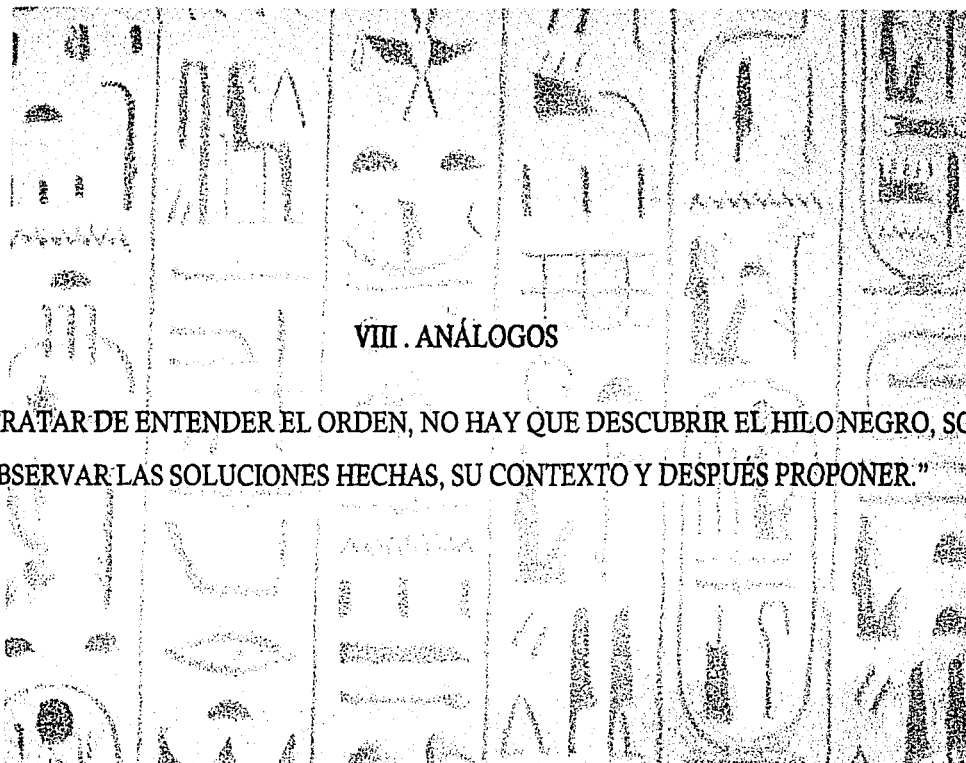 VIII . ANÁLOGOS
RATAR DE ENTENDER EL ORDEN, NO HAY QUE DESCUBRIR EL HILO NEGRO, SO
BSERVAR LAS SOLUCIONES HECHAS, SU CONTEXTO Y DESPUÉS PROPONER.”